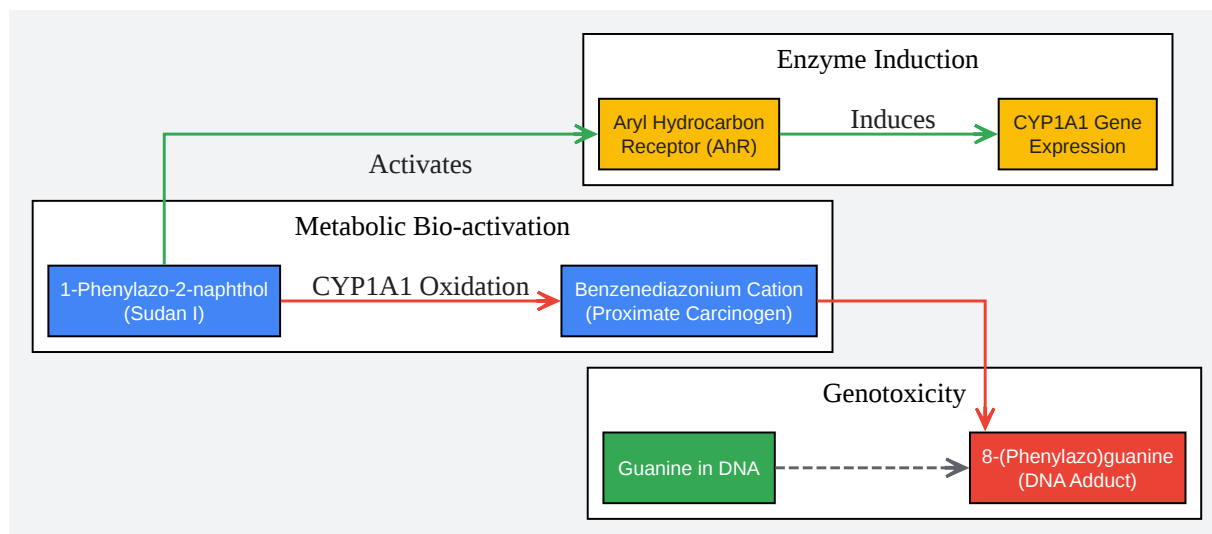 Enzyme Induction
Aryl Hydrocarbon
Receptor (AhR)
Induces
CYP1A1 Gene
Expression
Activates
Metabolic Bio-activation
1-Phenylazo-2-naphthol
(Sudan I)
CYP1A1 Oxidation
Benzenediazonium Cation
(Proximate Carcinogen)
Genotoxicity
Guanine in DNA
8-(Phenylazo)guanine
(DNA Adduct)